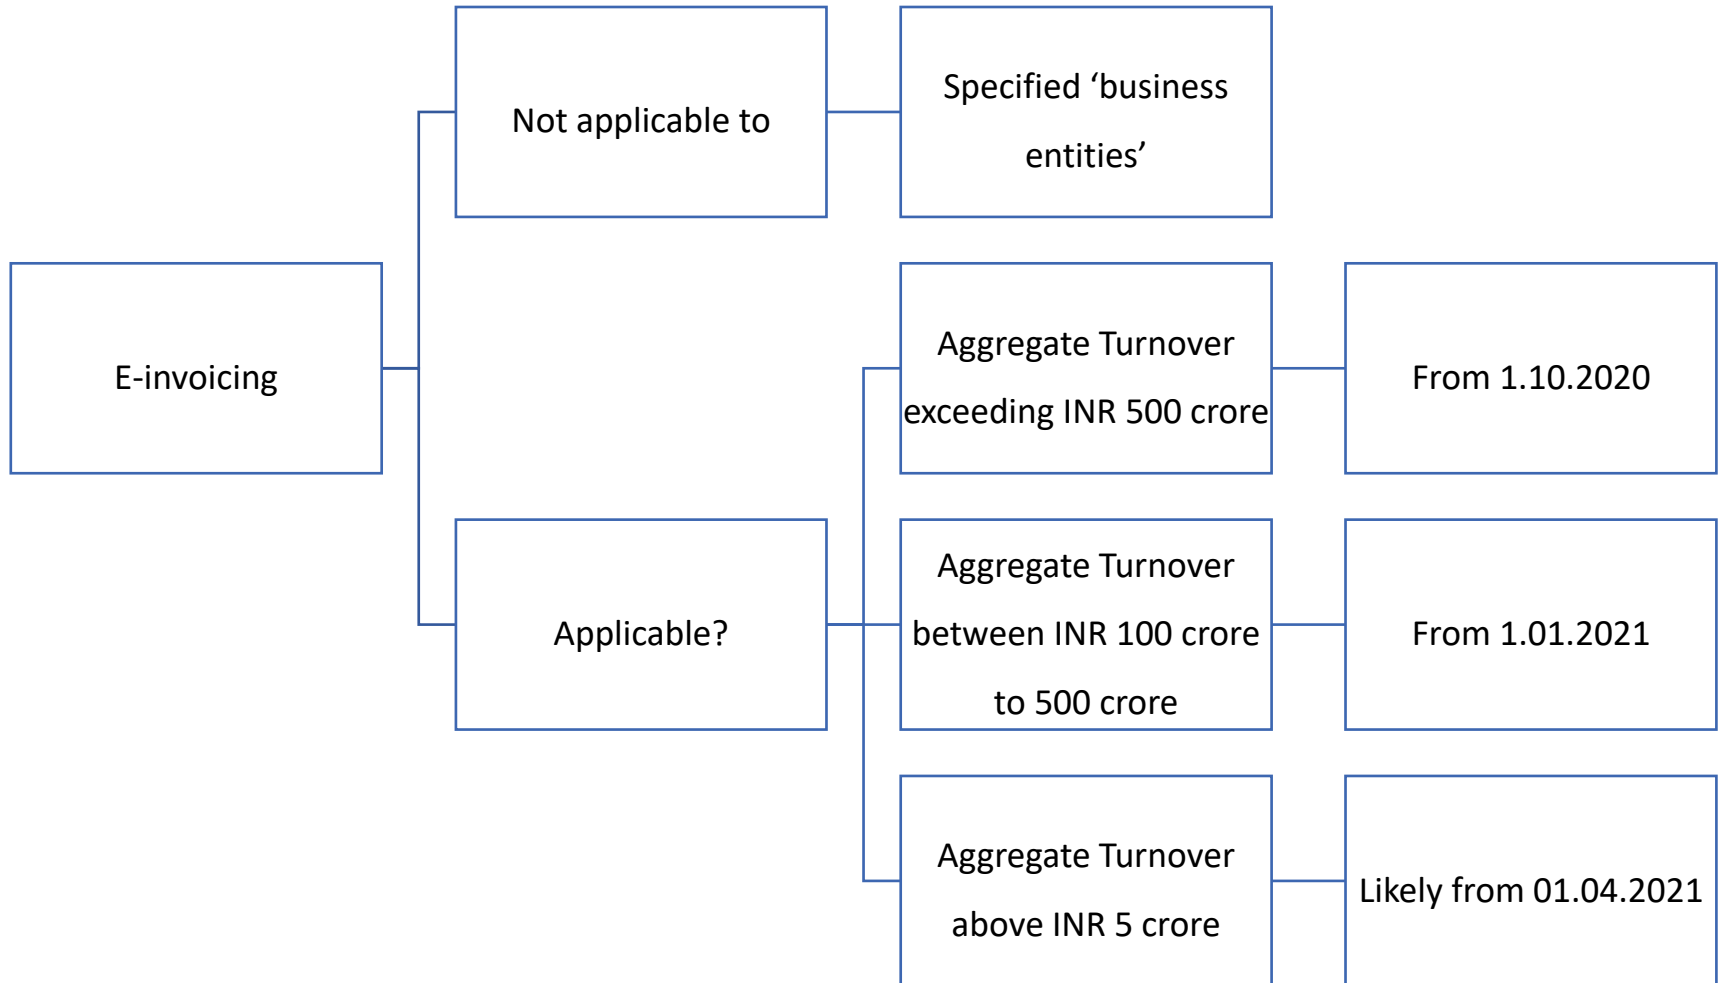 Not applicable to
Specified ‘business
entities’
E-invoicing
Aggregate Turnover
exceeding INR 500 crore
From 1.10.2020
Applicable?
Aggregate Turnover
between INR 100 crore
to 500 crore
From 1.01.2021
Aggregate Turnover
above INR 5 crore
Likely from 01.04.2021